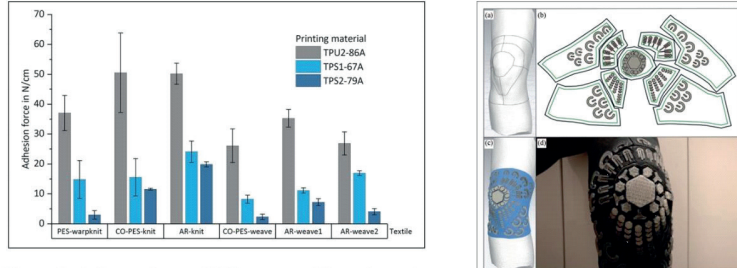 70
60
50
40
30
20
10
0
Adhesion force in N/cm
Printing material
TPU2-86A
TPS1-67A
TPS2-79A
PES-warpknit
CO-PES-knit
AR-knit
CO-PES-weave
AR-weave1
AR-weave2
Textile
(a)
(b)
(c)
(d)